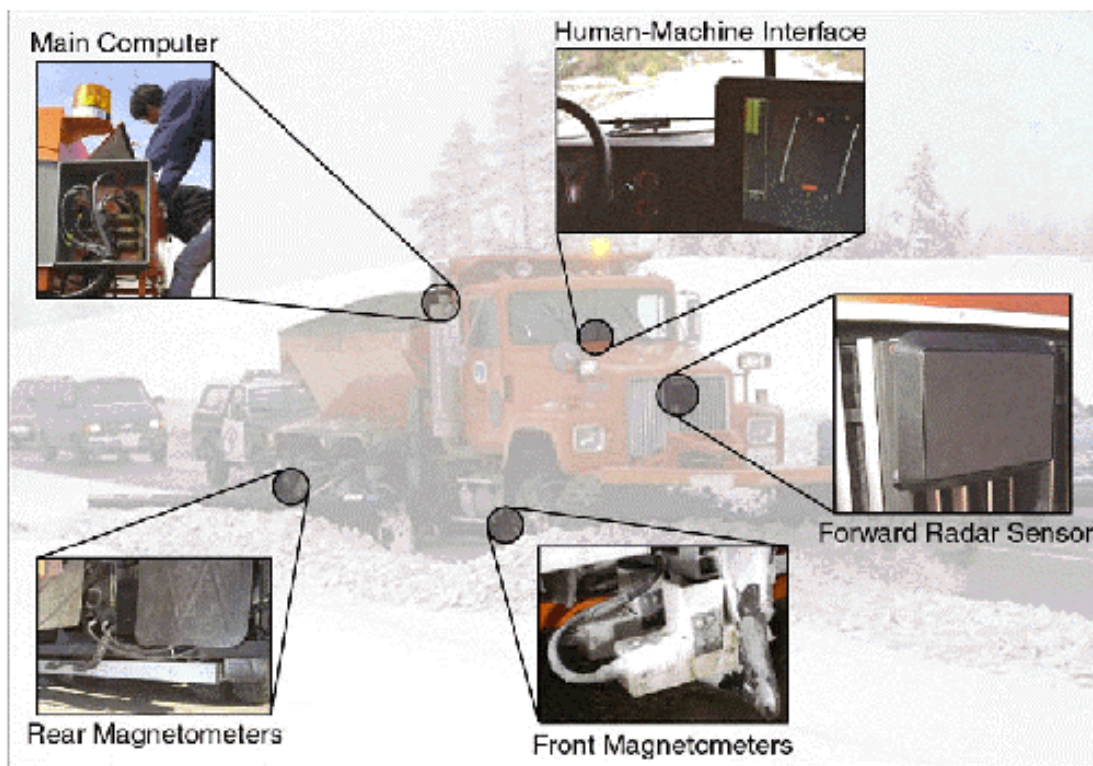 Main Computer
Human-Machine Interface
Forward Radar Sensor
Rear Magnetometers
Front Magnetometers